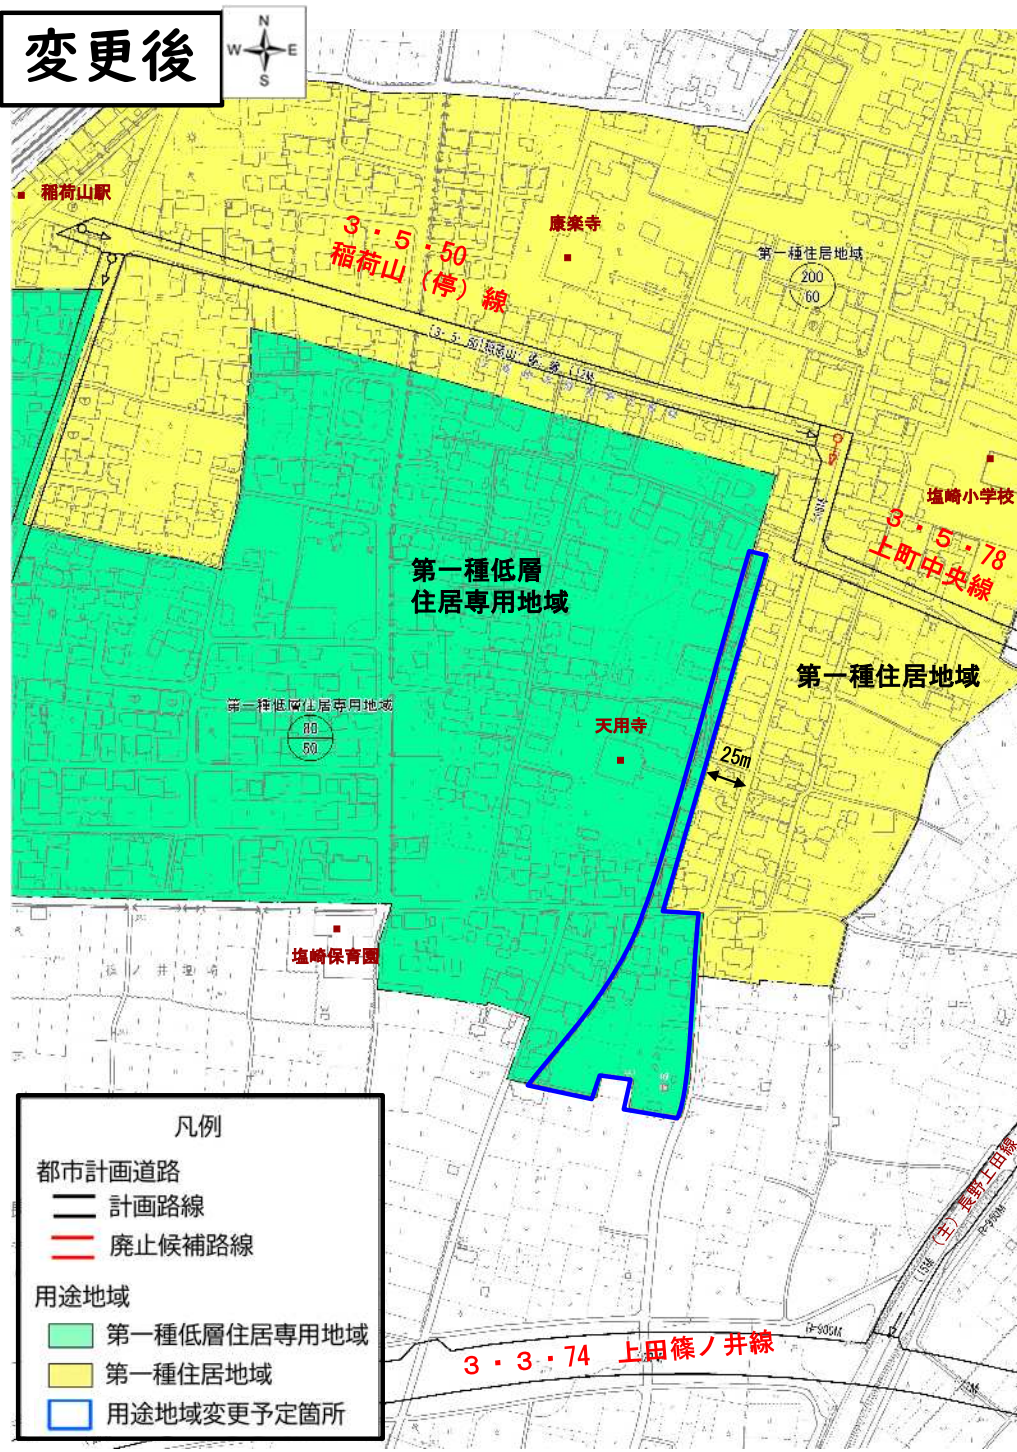 変更後
N
W E
S
稲荷山駅
3・5・50
稲荷山（停）線
康楽寺
第一種住居地域
200
60
塩崎小学校
3・5・78
上町中央線
第一種低層
住居専用地域
第一種住居地域
第一種低層住居専用地域
80
50
天用寺
25m
塩崎保育園
(主)長野上田線
R-900M
3・3・74 上田篠ノ井線
凡例
都市計画道路
計画路線
廃止候補路線
用途地域
第一種低層住居専用地域
第一種住居地域
用途地域変更予定箇所